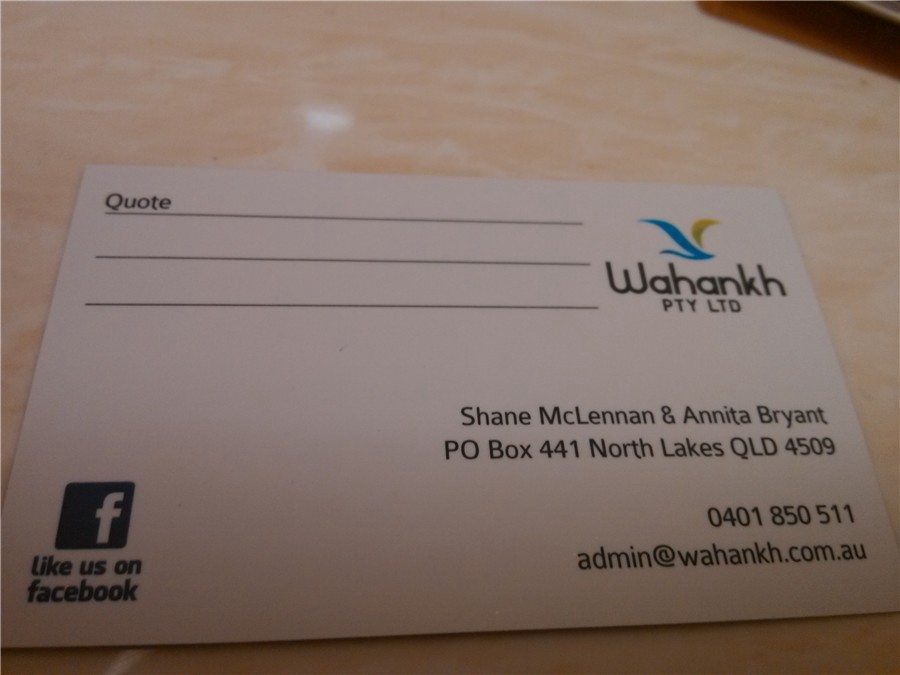 Quote
Wahankh
PTY LTD
Shane McLennan & Annita Bryant
PO Box 441 North Lakes QLD 4509
0401 850 511
admin@wahankh.com.au
f
like us on
facebook